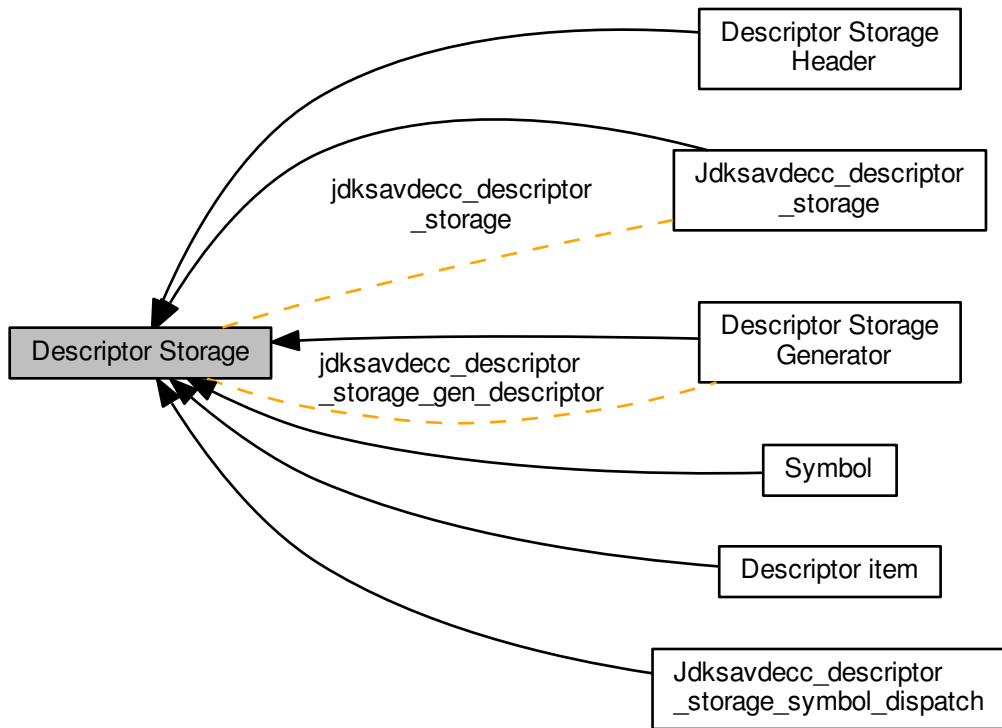 Descriptor Storage
Header
Jdksavdecc_descriptor
_storage
jdksavdecc_descriptor
_storage
Descriptor Storage
Generator
Descriptor Storage
jdksavdecc_descriptor
_storage_gen_descriptor
Symbol
Descriptor item
Jdksavdecc_descriptor
_storage_symbol_dispatch